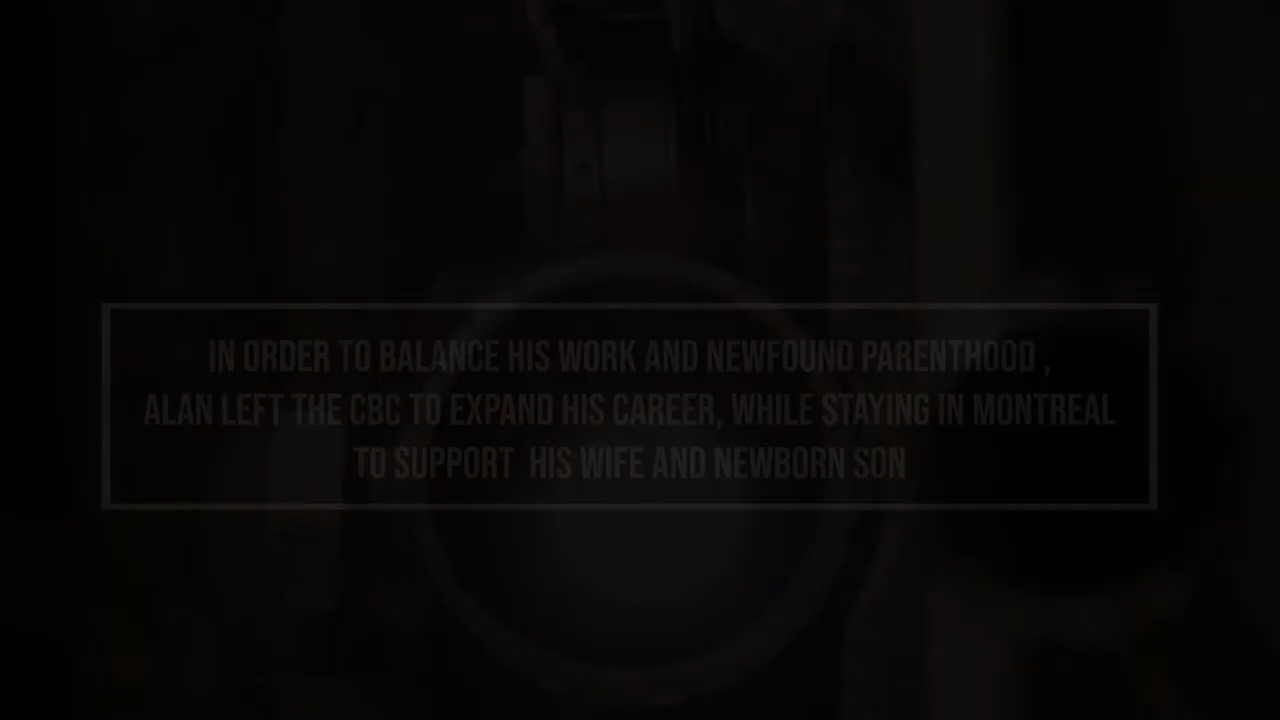 IN ORDER TO BALANCE HIS WORK AND NEWFOUND PARENTHOOD ,
ALAN LEFT THE CBC TO EXPAND HIS CAREER, WHILE STAYING IN MONTREAL
TO SUPPORT  HIS WIFE AND NEWBORN SON